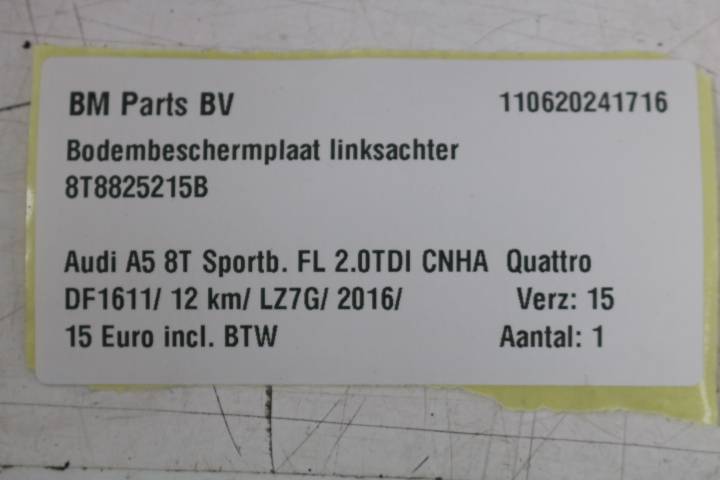 BM Parts BV 110620241716
Bodembeschermplaat linksachter
8T8825215B
Audi A5 8T Sportb. FL 2.0TDI CNHA Quattro
DF1611/ 12 km/ LZ7G/ 2016/ Verz: 15
15 Euro incl. BTW Aantal: 1